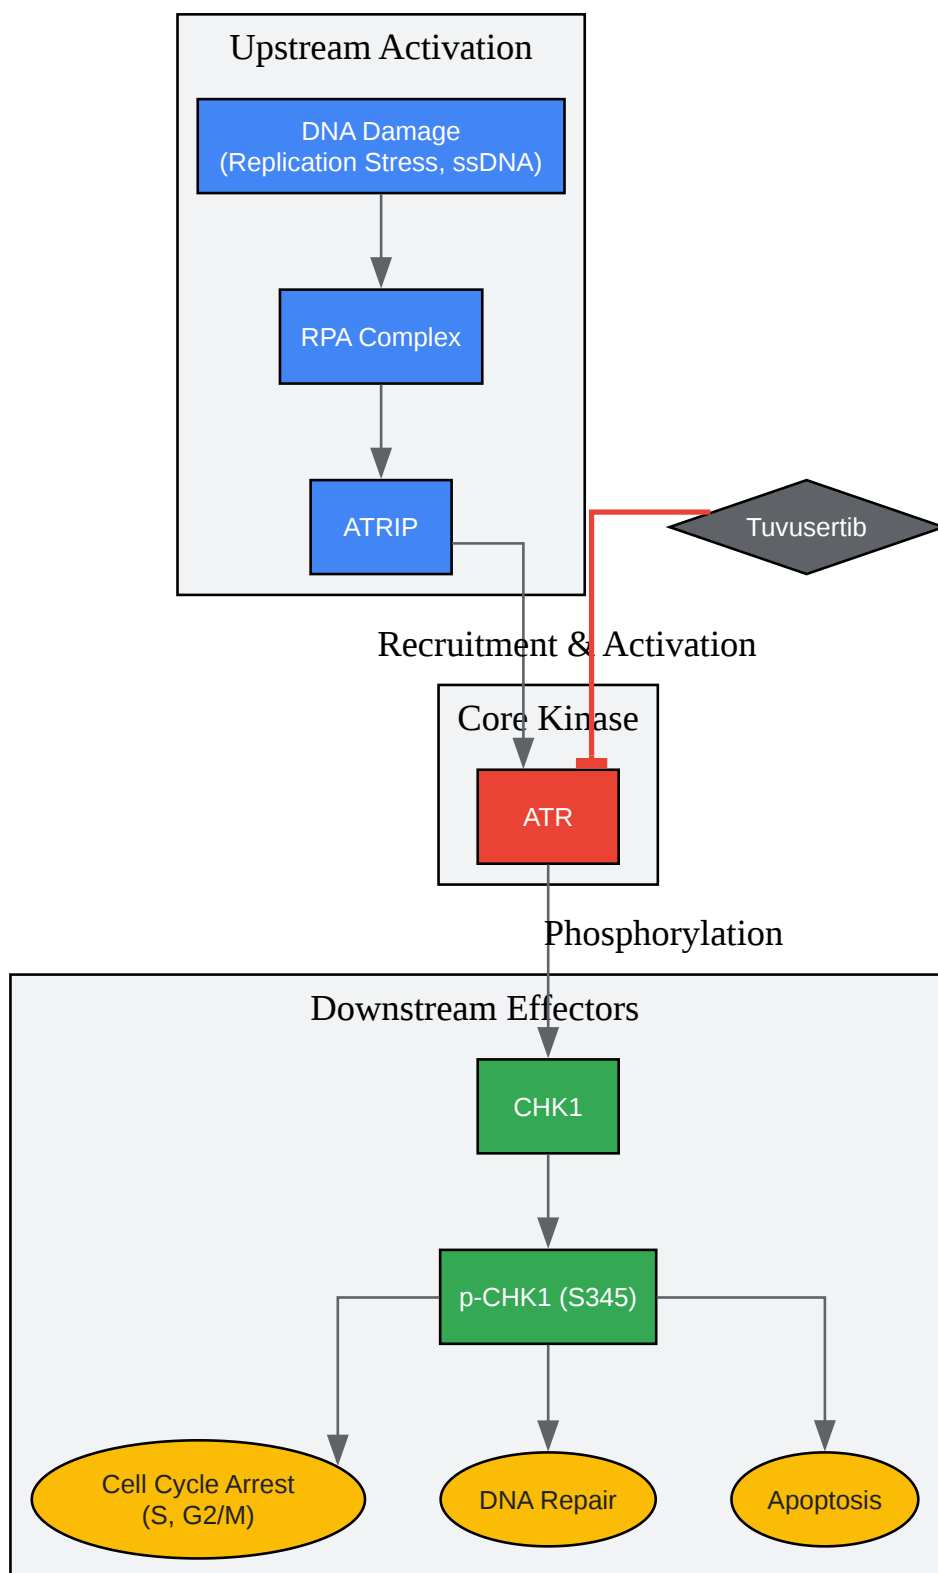 Upstream Activation
DNA Damage
(Replication Stress, ssDNA)
RPA Complex
ATRIP
Tuvusertib
Recruitment & Activation
Core Kinase
ATR
Phosphorylation
Downstream Effectors
CHK1
p-CHK1 (S345)
Cell Cycle Arrest
(S, G2/M)
DNA Repair
Apoptosis